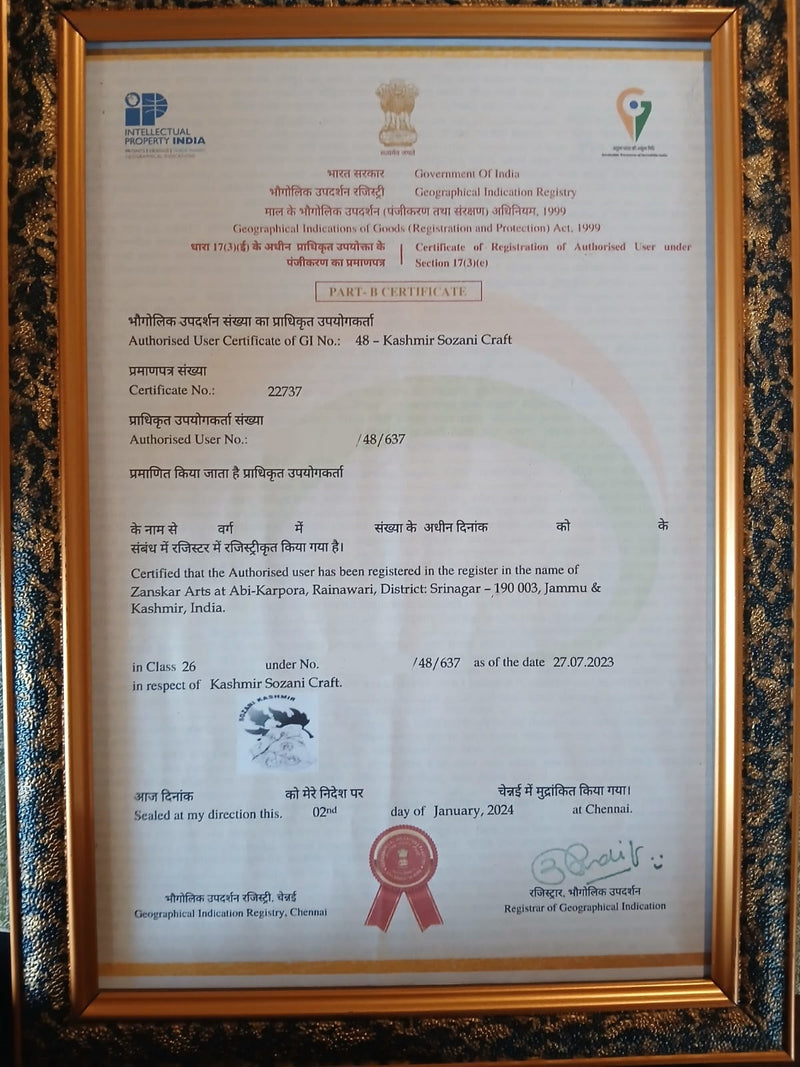 INTELLECTUAL
PROPERTY INDIA
सत्यमेव जयते
भारत सरकार Government Of India
भौगोलिक उपदर्शन रजिस्ट्री Geographical Indication Registry
माल के भौगोलिक उपदर्शन (पंजीकरण तथा संरक्षण) अधिनियम, 1999
Geographical Indications of Goods (Registration and Protection) Act, 1999
धारा 17(3)(ई) के अधीन प्राधिकृत उपयोक्ता के
पंजीकरण का प्रमाणपत्र
Certificate of Registration of Authorised User under
Section 17(3)(e)
PART- B CERTIFICATE
भौगोलिक उपदर्शन संख्या का प्राधिकृत उपयोगकर्ता
Authorised User Certificate of GI No.: 48 – Kashmir Sozani Craft
प्रमाणपत्र संख्या
Certificate No.: 22737
प्राधिकृत उपयोगकर्ता संख्या
Authorised User No.: /48/637
प्रमाणित किया जाता है प्राधिकृत उपयोगकर्ता
के नाम से वर्ग में संख्या के अधीन दिनांक को के
संबंध में रजिस्टर में रजिस्ट्रीकृत किया गया है।
Certified that the Authorised user has been registered in the register in the name of
Zanskar Arts at Abi-Karpora, Rainawari, District: Srinagar – 190 003, Jammu &
Kashmir, India.
in Class 26 under No. /48/637 as of the date 27.07.2023
in respect of Kashmir Sozani Craft.
SOZANI KASHMIR
आज दिनांक को मेरे निदेश पर चेन्नई में मुद्रांकित किया गया।
Sealed at my direction this. 02nd day of January, 2024 at Chennai.
भौगोलिक उपदर्शन रजिस्ट्री, चेन्नई
Geographical Indication Registry, Chennai
रजिस्ट्रार, भौगोलिक उपदर्शन
Registrar of Geographical Indication